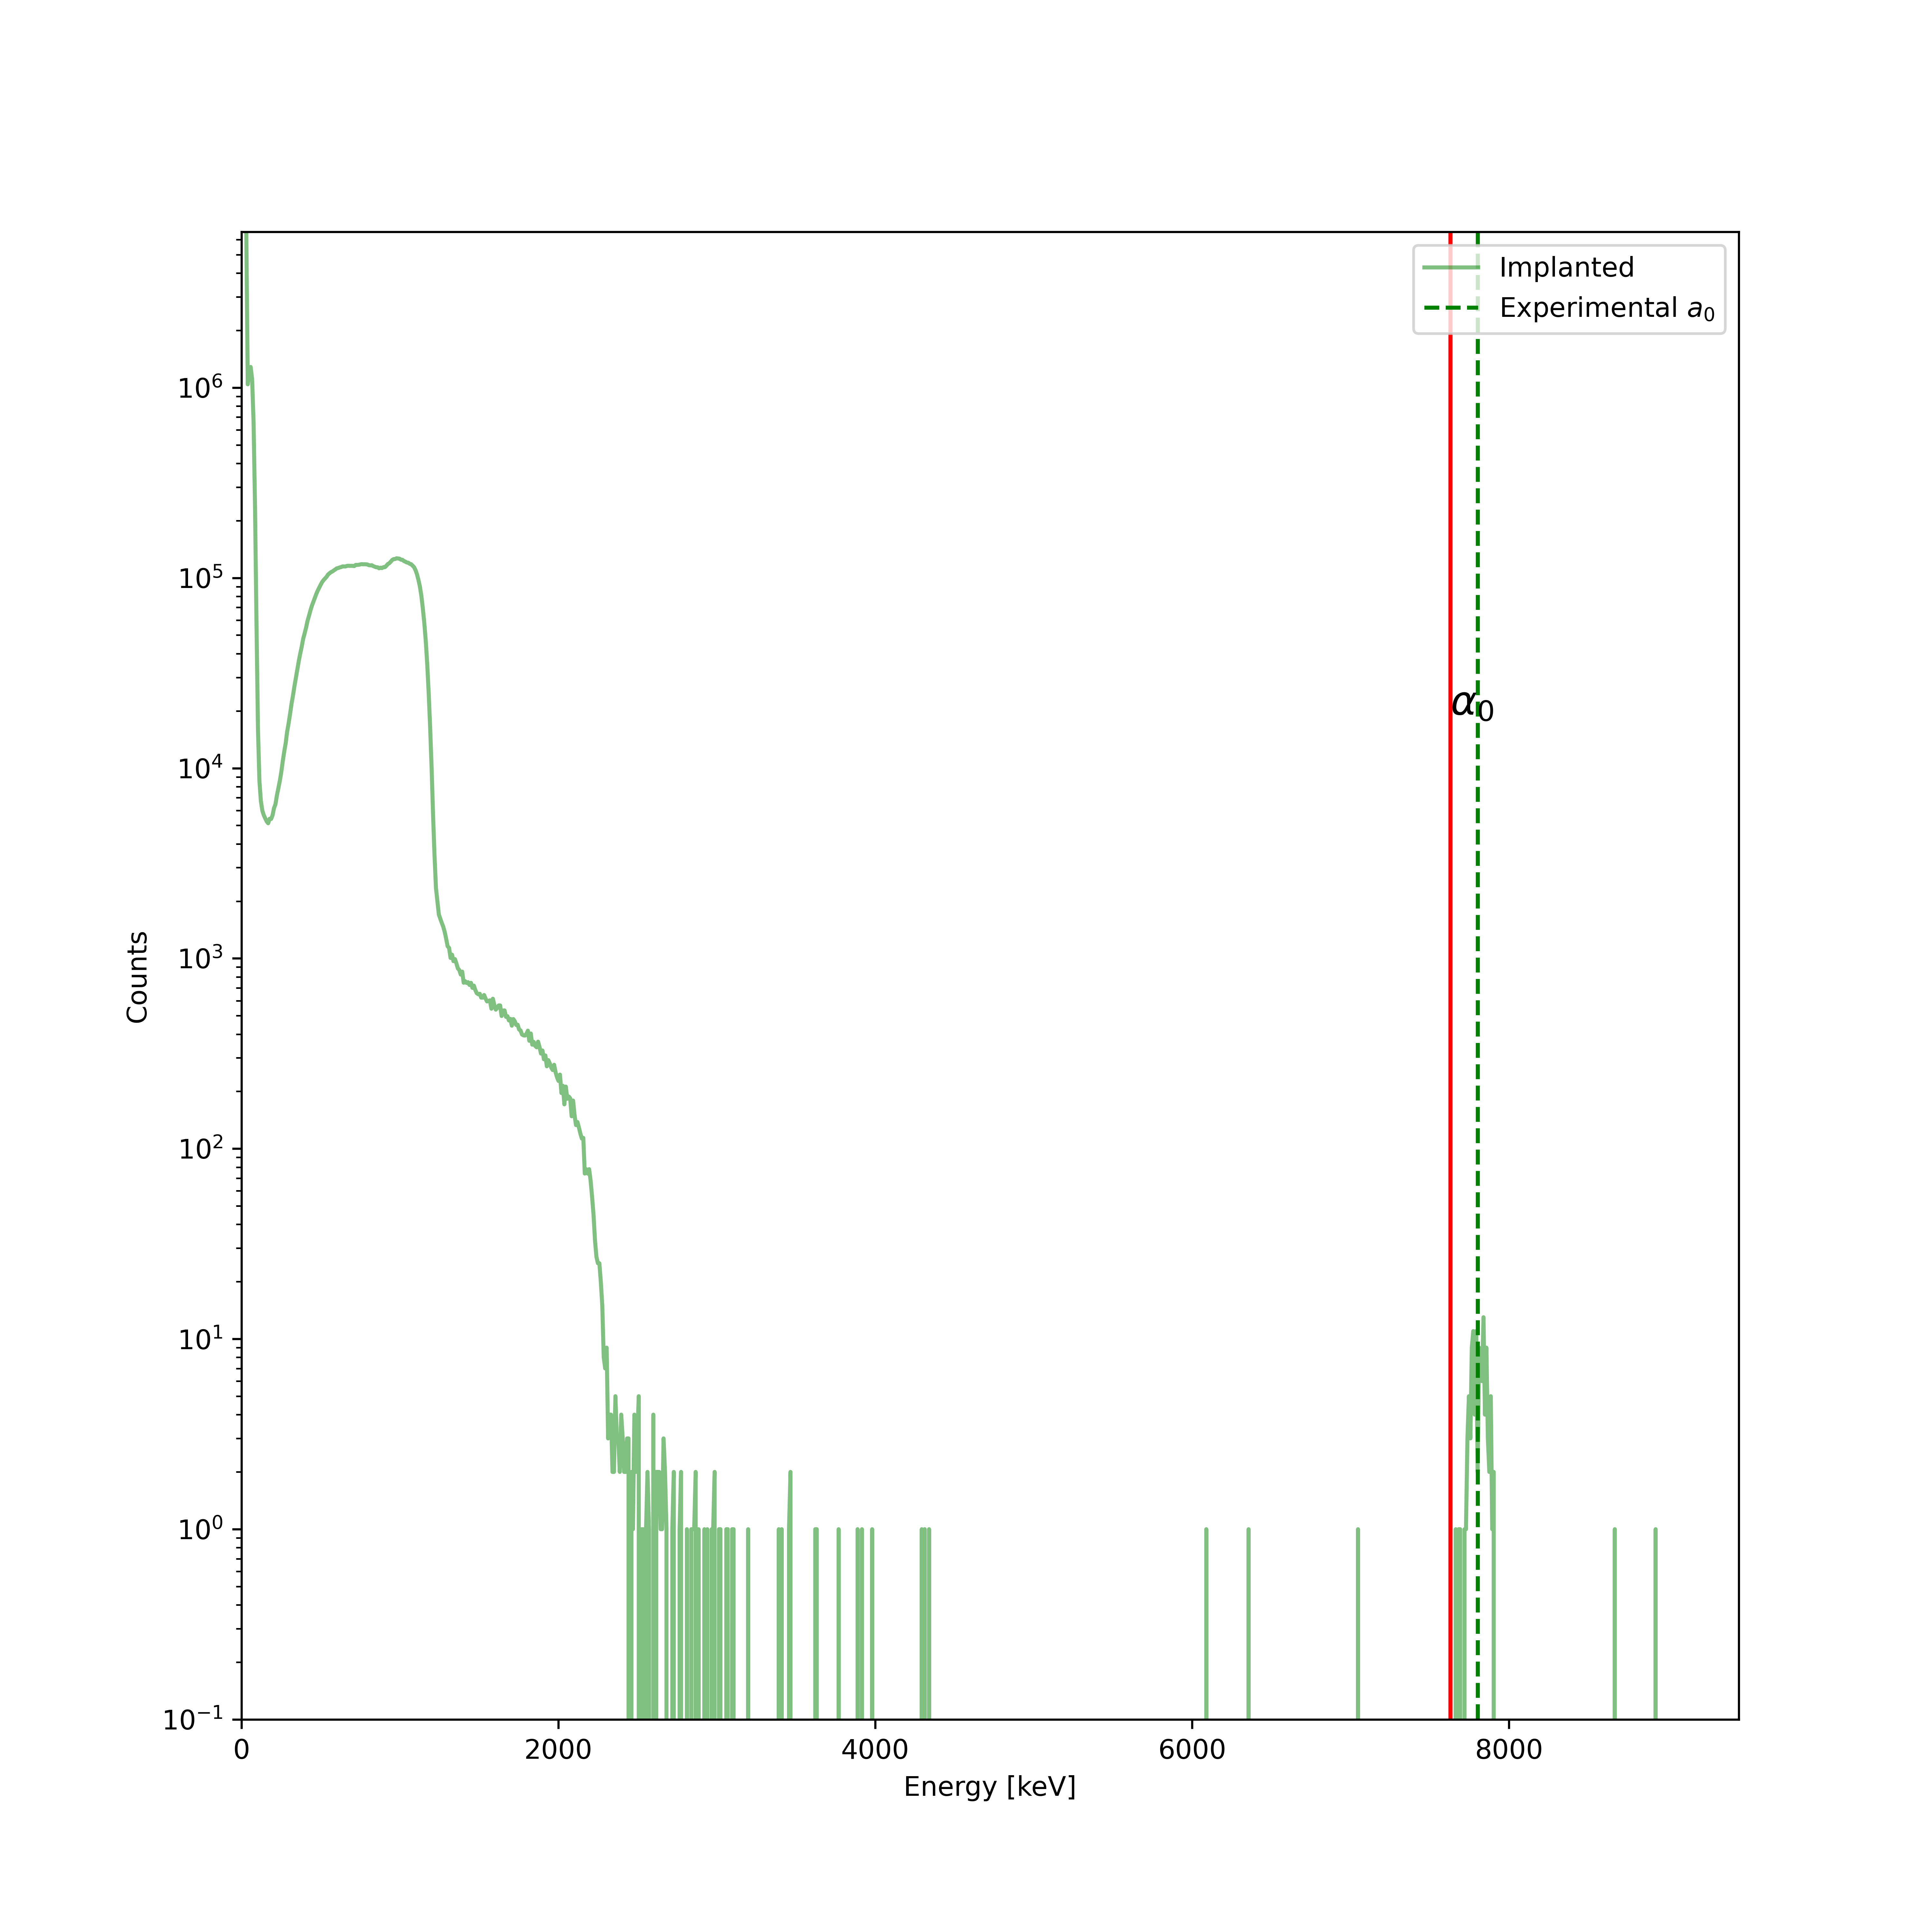 Implanted
Experimental a₀
α₀
Counts
10⁶
10⁵
10⁴
10³
10²
10¹
10⁰
10⁻¹
0 2000 4000 6000 8000
Energy [keV]